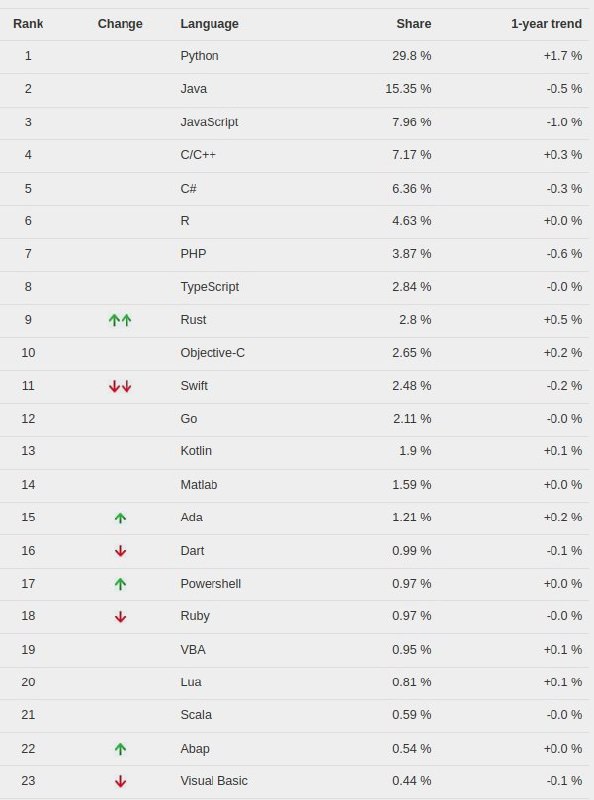 Rank Change Language Share 1-year trend
1 Python 29.8 % +1.7 %
2 Java 15.35 % -0.5 %
3 JavaScript 7.96 % -1.0 %
4 C/C++ 7.17 % +0.3 %
5 C# 6.36 % -0.3 %
6 R 4.63 % +0.0 %
7 PHP 3.87 % -0.6 %
8 TypeScript 2.84 % -0.0 %
9 ↑↑ Rust 2.8 % +0.5 %
10 Objective-C 2.65 % +0.2 %
11 ↓↓ Swift 2.48 % -0.2 %
12 Go 2.11 % -0.0 %
13 Kotlin 1.9 % +0.1 %
14 Matlab 1.59 % +0.0 %
15 ↑ Ada 1.21 % +0.2 %
16 ↓ Dart 0.99 % -0.1 %
17 ↑ Powershell 0.97 % +0.0 %
18 ↓ Ruby 0.97 % -0.0 %
19 VBA 0.95 % +0.1 %
20 Lua 0.81 % +0.1 %
21 Scala 0.59 % -0.0 %
22 ↑ Abap 0.54 % +0.0 %
23 ↓ Visual Basic 0.44 % -0.1 %